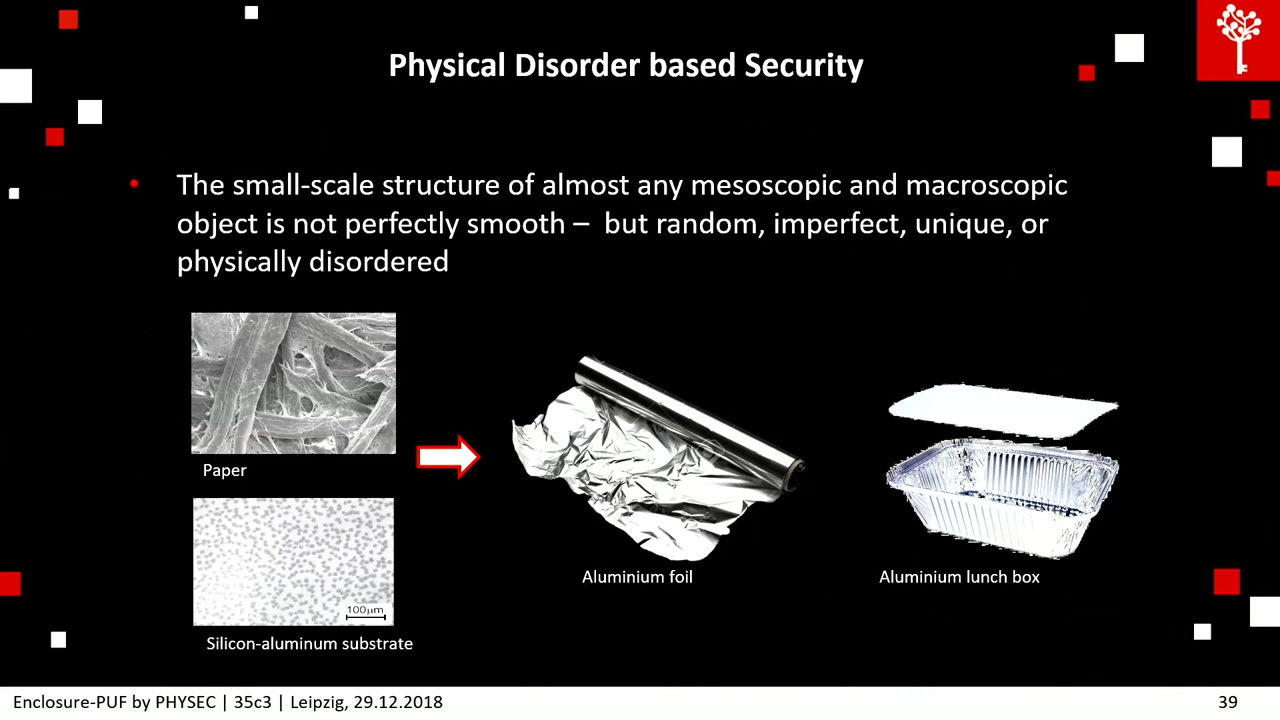 Physical Disorder based Security
• The small-scale structure of almost any mesoscopic and macroscopic
object is not perfectly smooth – but random, imperfect, unique, or
physically disordered
Paper
100µm
Silicon-aluminum substrate
Aluminium foil
Aluminium lunch box
Enclosure-PUF by PHYSEC | 35c3 | Leipzig, 29.12.2018
39